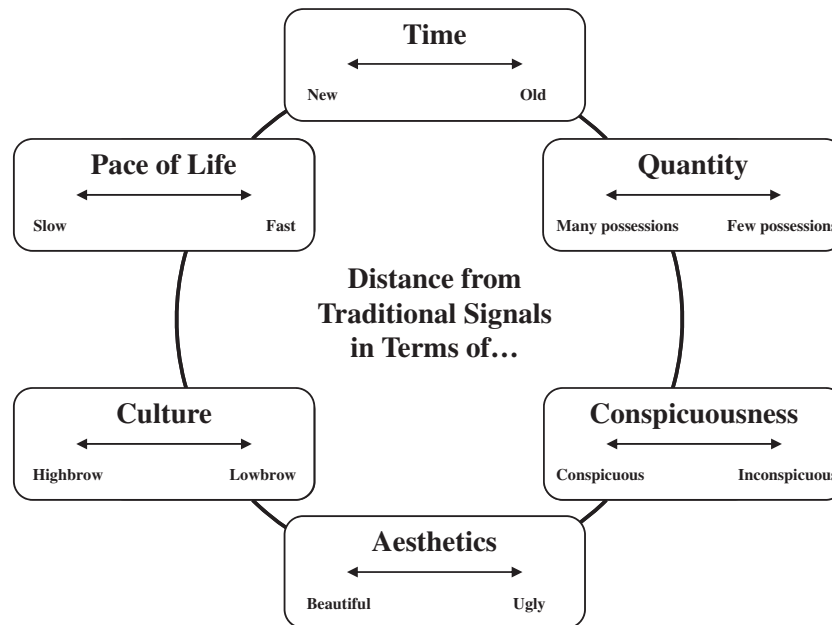 Time
New Old
Pace of Life
Slow Fast
Quantity
Many possessions Few possessions
Distance from
Traditional Signals
in Terms of…
Culture
Highbrow Lowbrow
Conspicuousness
Conspicuous Inconspicuous
Aesthetics
Beautiful Ugly